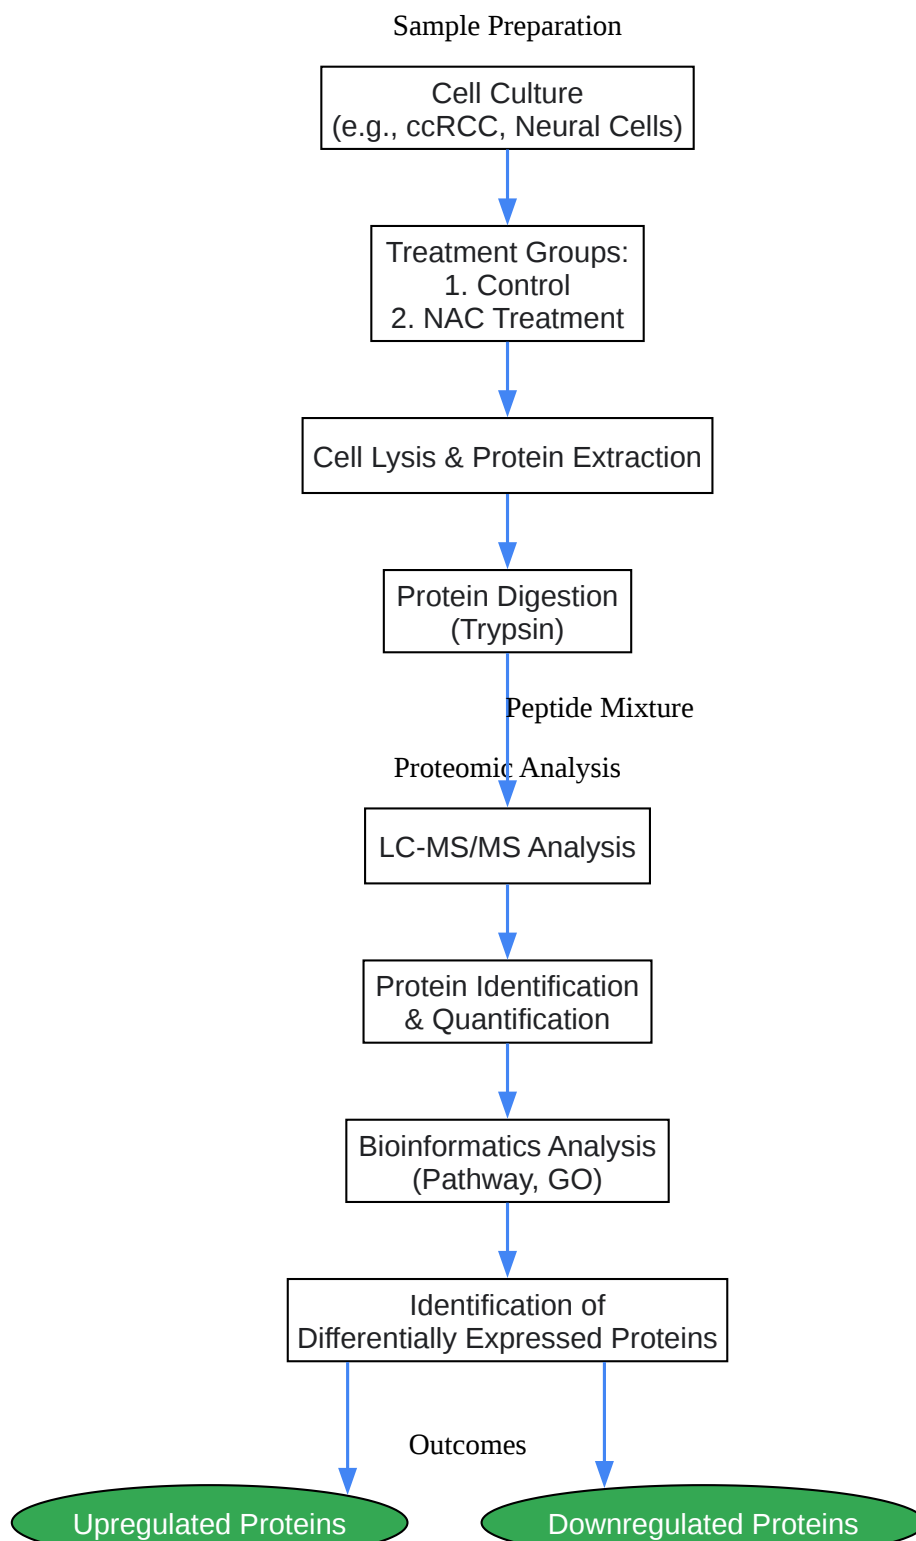 Sample Preparation
Cell Culture
(e.g., ccRCC, Neural Cells)
Treatment Groups:
1. Control
2. NAC Treatment
Cell Lysis & Protein Extraction
Protein Digestion
(Trypsin)
Peptide Mixture
Proteomic Analysis
LC-MS/MS Analysis
Protein Identification
& Quantification
Bioinformatics Analysis
(Pathway, GO)
Identification of
Differentially Expressed Proteins
Outcomes
Upregulated Proteins
Downregulated Proteins